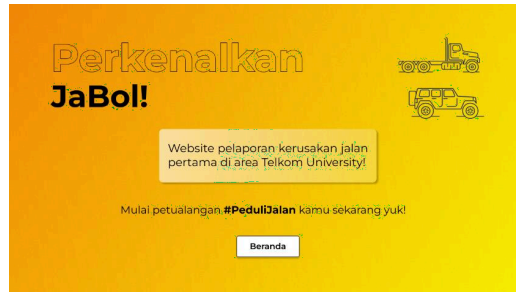 Perkenalkan
JaBol!
Website pelaporan kerusakan jalan
pertama di area Telkom University!
Mulai petualangan #PeduliJalan kamu sekarang yuk!
Beranda